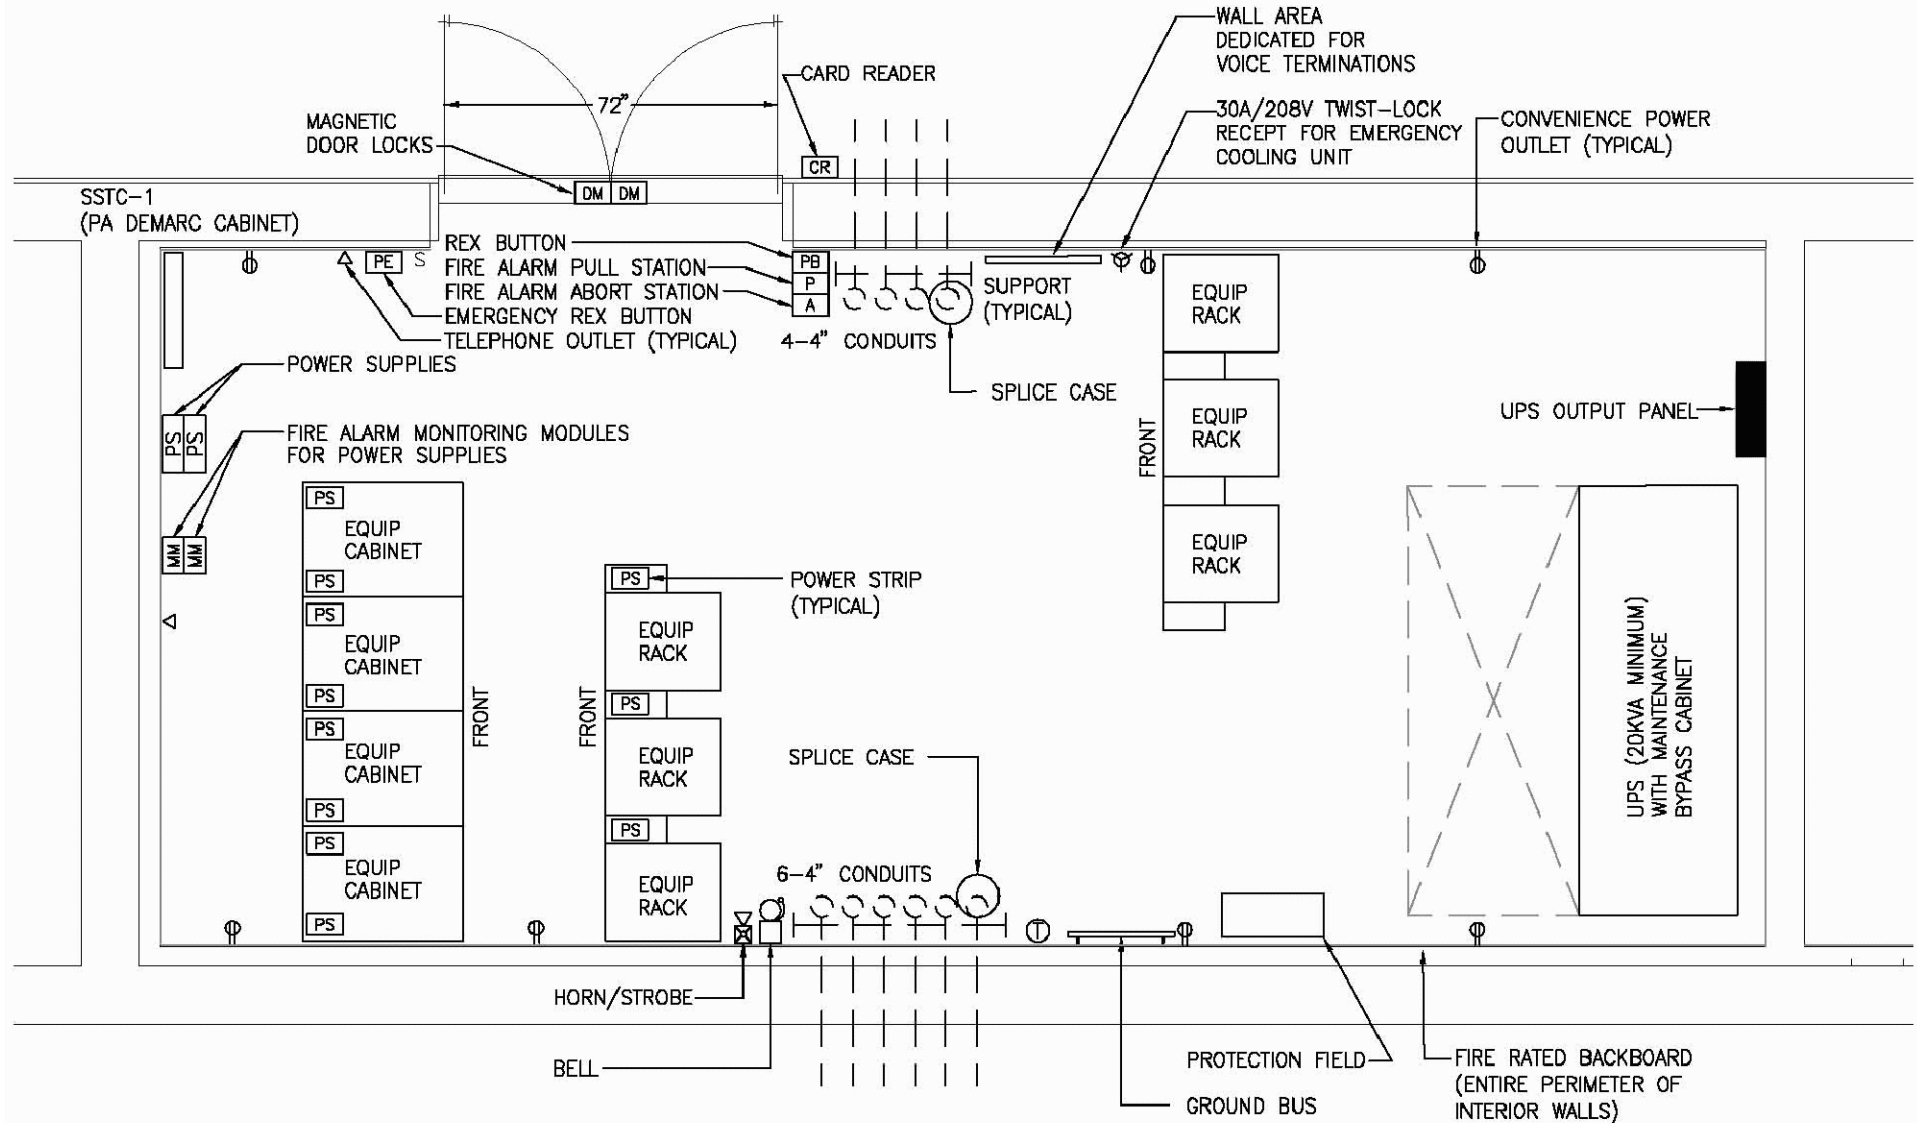 WALL AREA
DEDICATED FOR
VOICE TERMINATIONS
CARD READER
72"
30A/208V TWIST-LOCK
RECEPT FOR EMERGENCY
COOLING UNIT
CONVENIENCE POWER
OUTLET (TYPICAL)
MAGNETIC
DOOR LOCKS
CR
DM DM
SSTC-1
(PA DEMARC CABINET)
REX BUTTON
FIRE ALARM PULL STATION
FIRE ALARM ABORT STATION
EMERGENCY REX BUTTON
TELEPHONE OUTLET (TYPICAL)
PE S
PB
P
A
4-4" CONDUITS
SUPPORT
(TYPICAL)
SPLICE CASE
EQUIP
RACK
EQUIP
RACK
EQUIP
RACK
FRONT
UPS OUTPUT PANEL
POWER SUPPLIES
PS PS
FIRE ALARM MONITORING MODULES
FOR POWER SUPPLIES
MM MM
PS
EQUIP
CABINET
PS
PS
EQUIP
CABINET
PS
PS
EQUIP
CABINET
PS
PS
EQUIP
CABINET
PS
FRONT
FRONT
PS
POWER STRIP
(TYPICAL)
EQUIP
RACK
PS
EQUIP
RACK
PS
EQUIP
RACK
SPLICE CASE
6-4" CONDUITS
T
UPS (20KVA MINIMUM)
WITH MAINTENANCE
BYPASS CABINET
HORN/STROBE
BELL
PROTECTION FIELD
GROUND BUS
FIRE RATED BACKBOARD
(ENTIRE PERIMETER OF
INTERIOR WALLS)